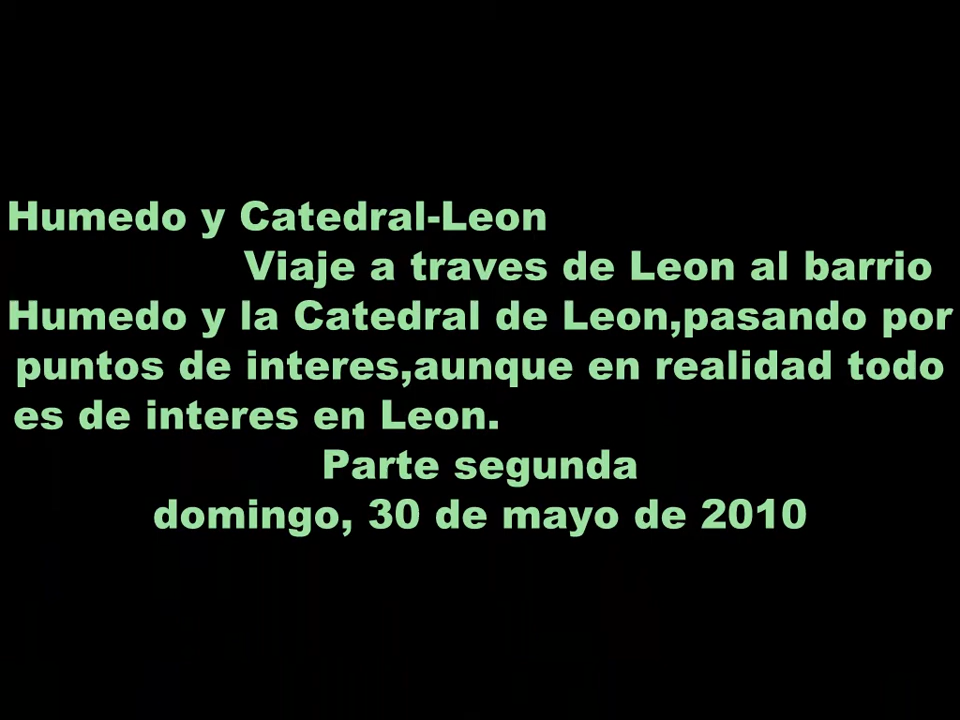 Humedo y Catedral-Leon
Viaje a traves de Leon al barrio
Humedo y la Catedral de Leon,pasando por
puntos de interes,aunque en realidad todo
es de interes en Leon.
Parte segunda
domingo, 30 de mayo de 2010